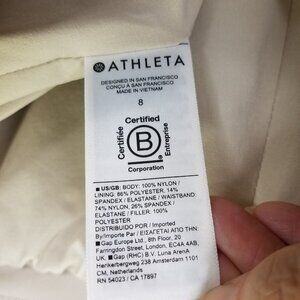 ATHLETA
DESIGNED IN SAN FRANCISCO
CONÇU À SAN FRANCISCO
MADE IN VIETNAM
8
Certified
Certifiée
B
Entreprise
Corporation
■ US/GB: BODY: 100% NYLON /
LINING: 86% POLYESTER, 14%
SPANDEX / ELASTANE / WAISTBAND:
74% NYLON, 26% SPANDEX /
ELASTANE / FILLER: 100%
POLYESTER
Distributed by/Distribuido POR / Imported
By/Importé Par / ΕΙΣΑΓΕΤΑΙ ΑΠΟ ΤΗΝ
■ Gap Europe Ltd., 8th Floor, 20
Farringdon Street, London, EC4A 4AB,
UK. ■ Gap (RHC) B.V. Luna ArenA
Herikerbergweg 238 Amsterdam 1101
CM, Netherlands
RN 54023 / CA 17897